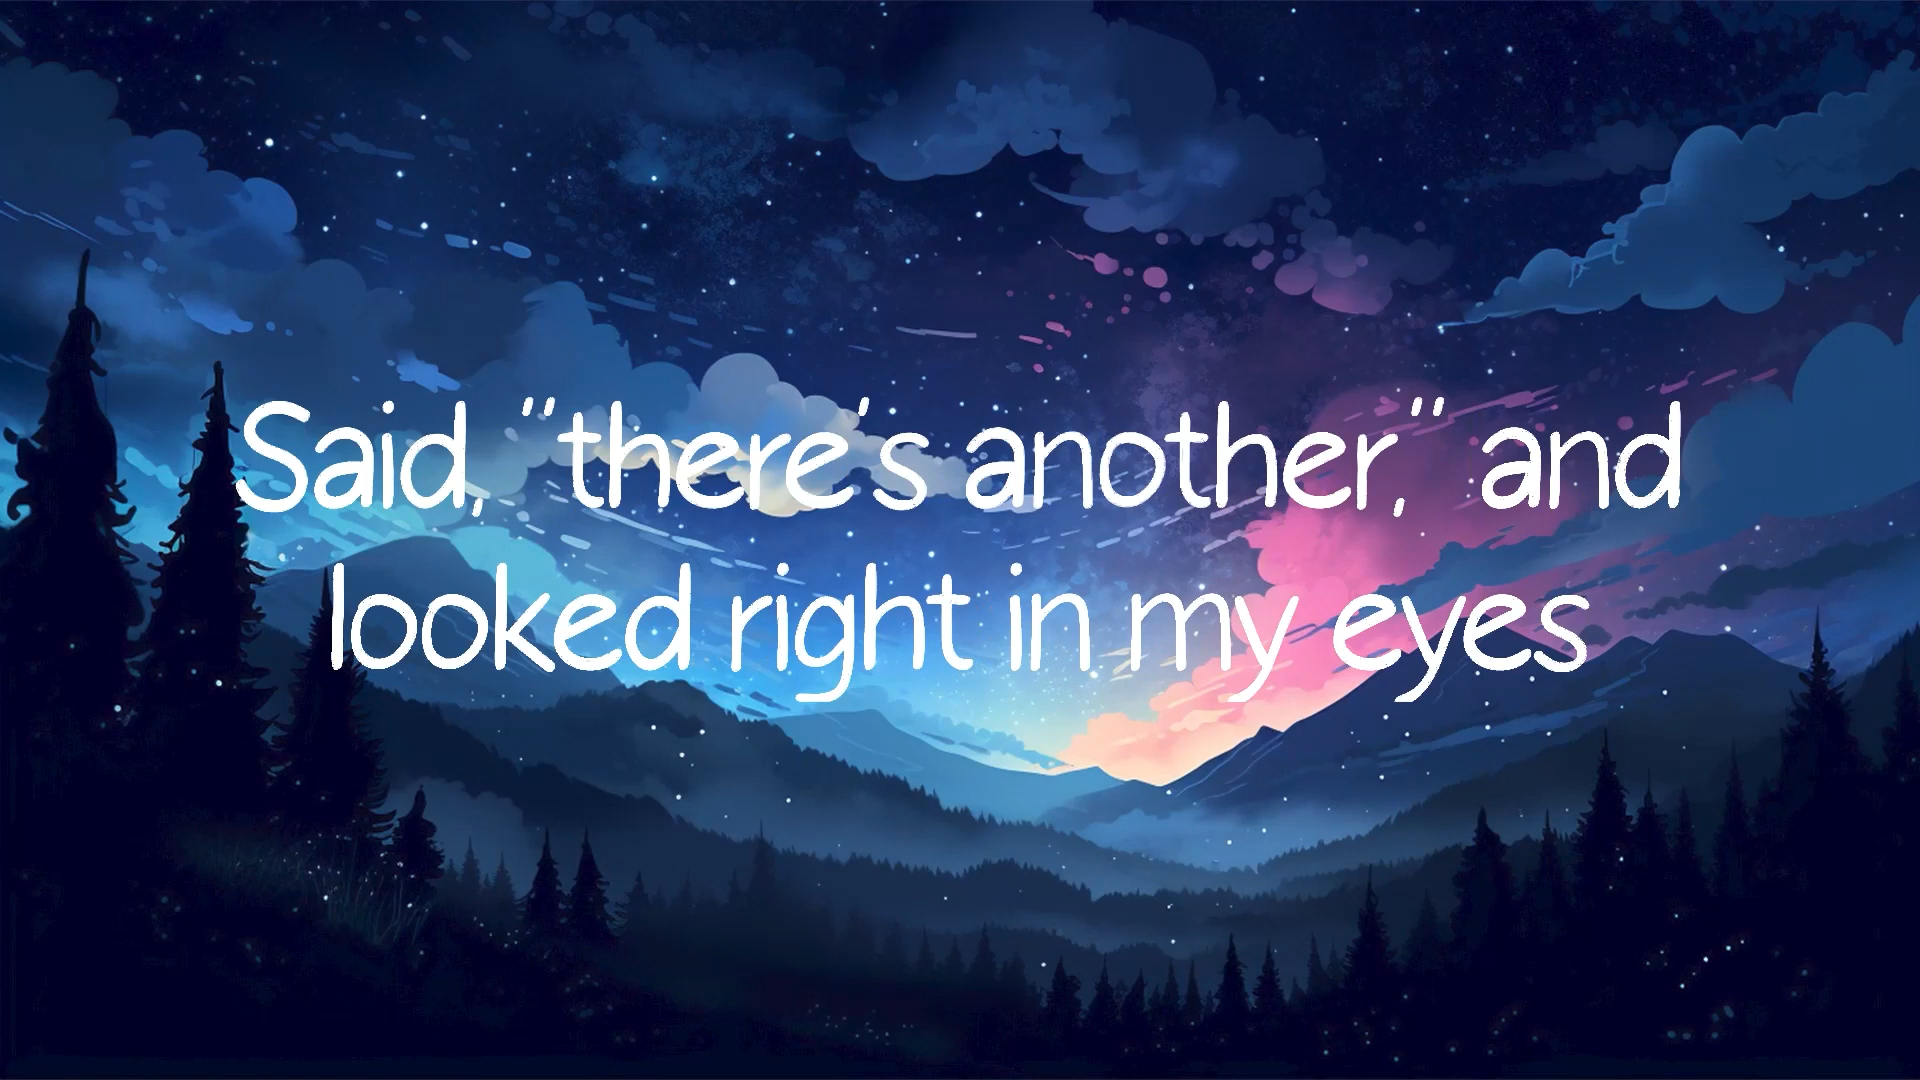 Said, "there's another," and
looked right in my eyes